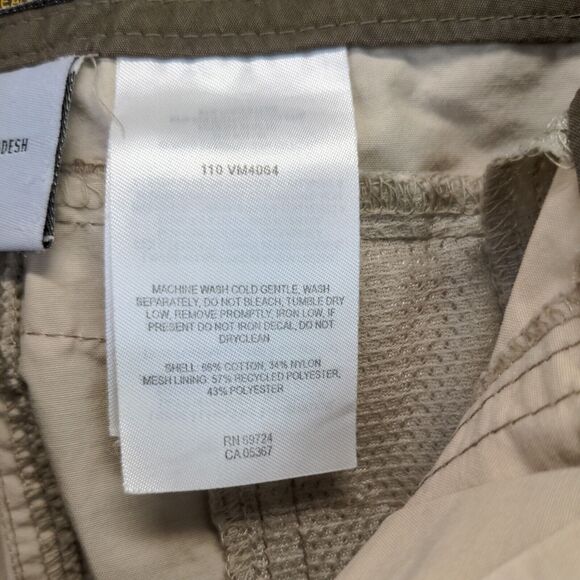 DESH
110 VM4064
MACHINE WASH COLD GENTLE, WASH
SEPARATELY, DO NOT BLEACH, TUMBLE DRY
LOW, REMOVE PROMPTLY, IRON LOW, IF
PRESENT DO NOT IRON DECAL, DO NOT
DRYCLEAN
SHELL: 66% COTTON, 34% NYLON
MESH LINING: 57% RECYCLED POLYESTER,
43% POLYESTER
RN 69724
CA 05367